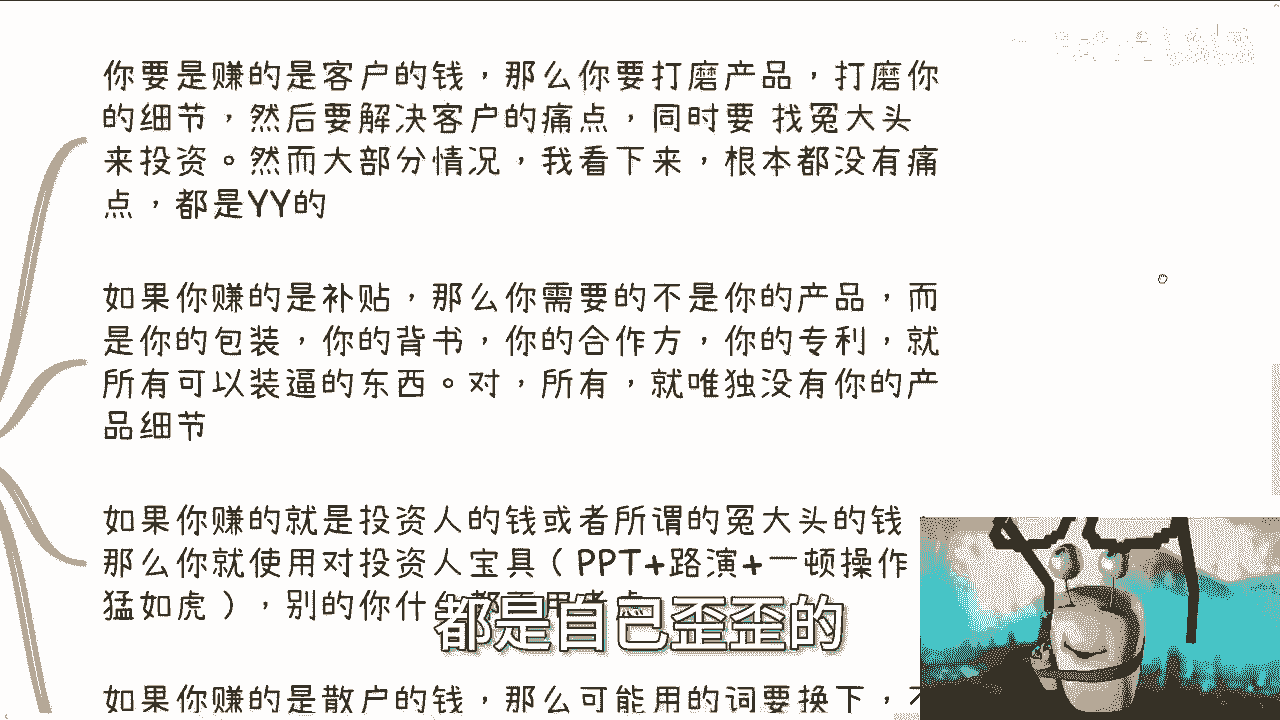 你要是赚的是客户的钱，那么你要打磨产品，打磨你
的细节，然后要解决客户的痛点，同时要 找冤大头
来投资。然而大部分情况，我看下来，根本都没有痛
点，都是YY的
如果你赚的是补贴，那么你需要的不是你的产品，而
是你的包装，你的背书，你的合作方，你的专利，就
所有可以装逼的东西。对，所有，就唯独没有你的产
品细节
如果你赚的就是投资人的钱或者所谓的冤大头的钱
那么你就使用对投资人宝具（PPT+路演+一顿操作
猛如虎），别的你什
都是自己歪歪的
如果你赚的是散户的钱，那么可能用的词要换下，